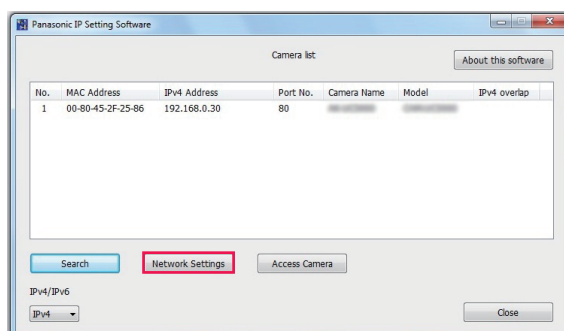 Panasonic IP Setting Software
Camera list
About this software
No. MAC Address IPv4 Address Port No. Camera Name Model IPv4 overlap
1 00-80-45-2F-25-86 192.168.0.30 80
Search Network Settings Access Camera
IPv4/IPv6
IPv4 Close